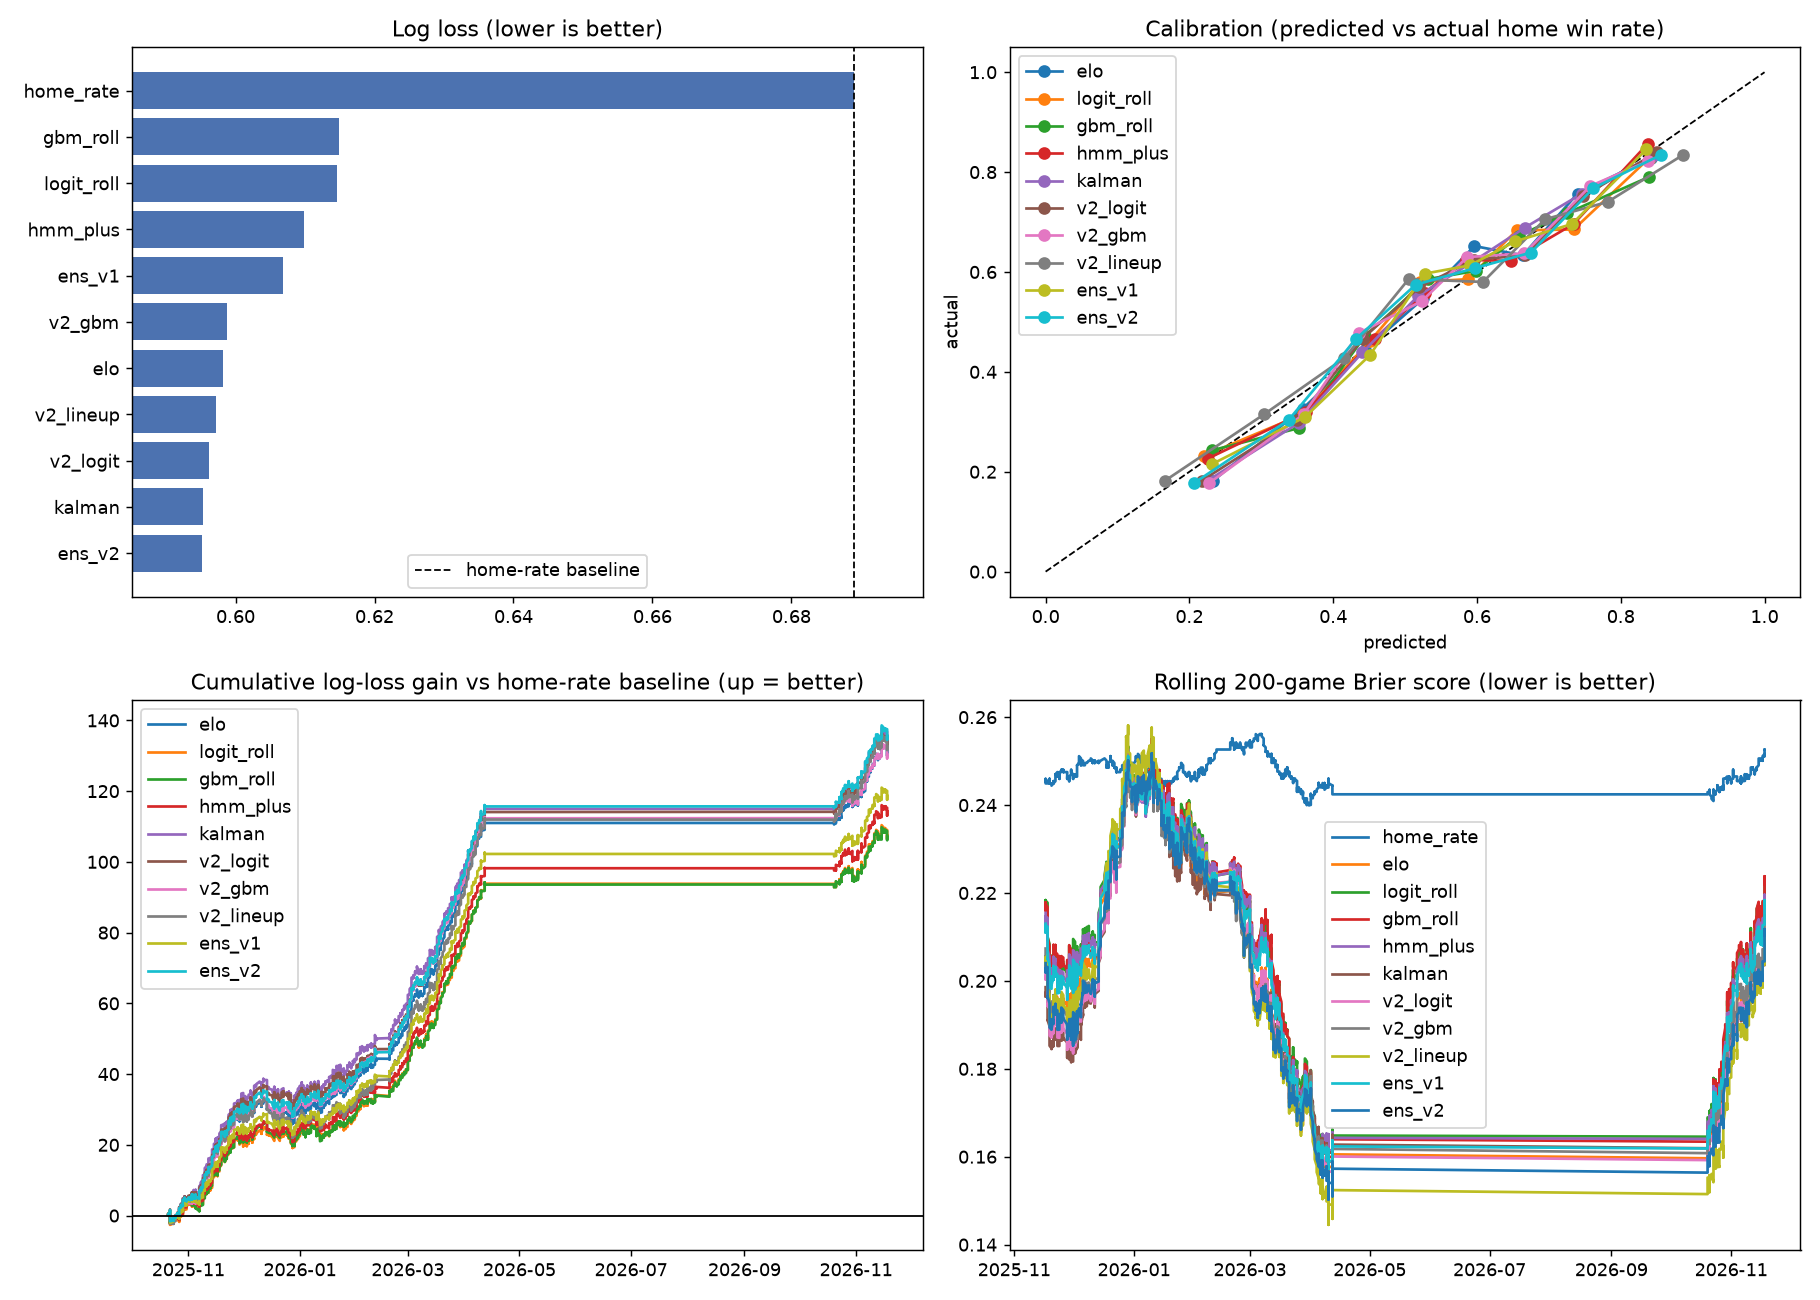 Log loss (lower is better)
home_rate
gbm_roll
logit_roll
hmm_plus
ens_v1
v2_gbm
elo
v2_lineup
v2_logit
kalman
ens_v2
home-rate baseline
0.60 0.62 0.64 0.66 0.68
Calibration (predicted vs actual home win rate)
elo
logit_roll
gbm_roll
hmm_plus
kalman
v2_logit
v2_gbm
v2_lineup
ens_v1
ens_v2
1.0
0.8
0.6
0.4
0.2
0.0
actual
0.0 0.2 0.4 0.6 0.8 1.0
predicted
Cumulative log-loss gain vs home-rate baseline (up = better)
elo
logit_roll
gbm_roll
hmm_plus
kalman
v2_logit
v2_gbm
v2_lineup
ens_v1
ens_v2
140
120
100
80
60
40
20
0
2025-11 2026-01 2026-03 2026-05 2026-07 2026-09 2026-11
Rolling 200-game Brier score (lower is better)
0.26
0.24
0.22
0.20
0.18
0.16
0.14
home_rate
elo
logit_roll
gbm_roll
hmm_plus
kalman
v2_logit
v2_gbm
v2_lineup
ens_v1
ens_v2
2025-11 2026-01 2026-03 2026-05 2026-07 2026-09 2026-11